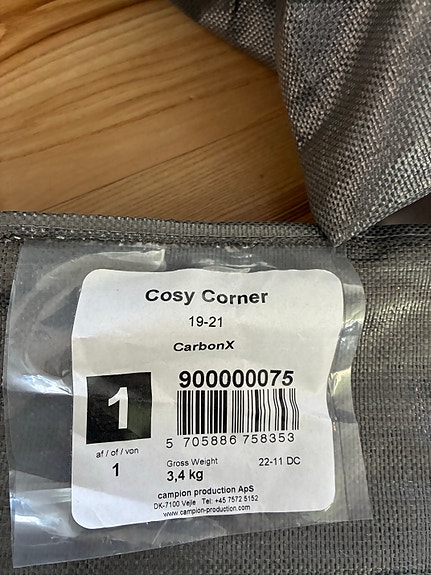 Cosy Corner
19-21
CarbonX
900000075
1
5 705886 758353
af / of / von
1
Gross Weight
22-11 DC
3,4 kg
campion production ApS
DK-7100 Vejle Tel: +45 7572 5152
www.campion-production.com